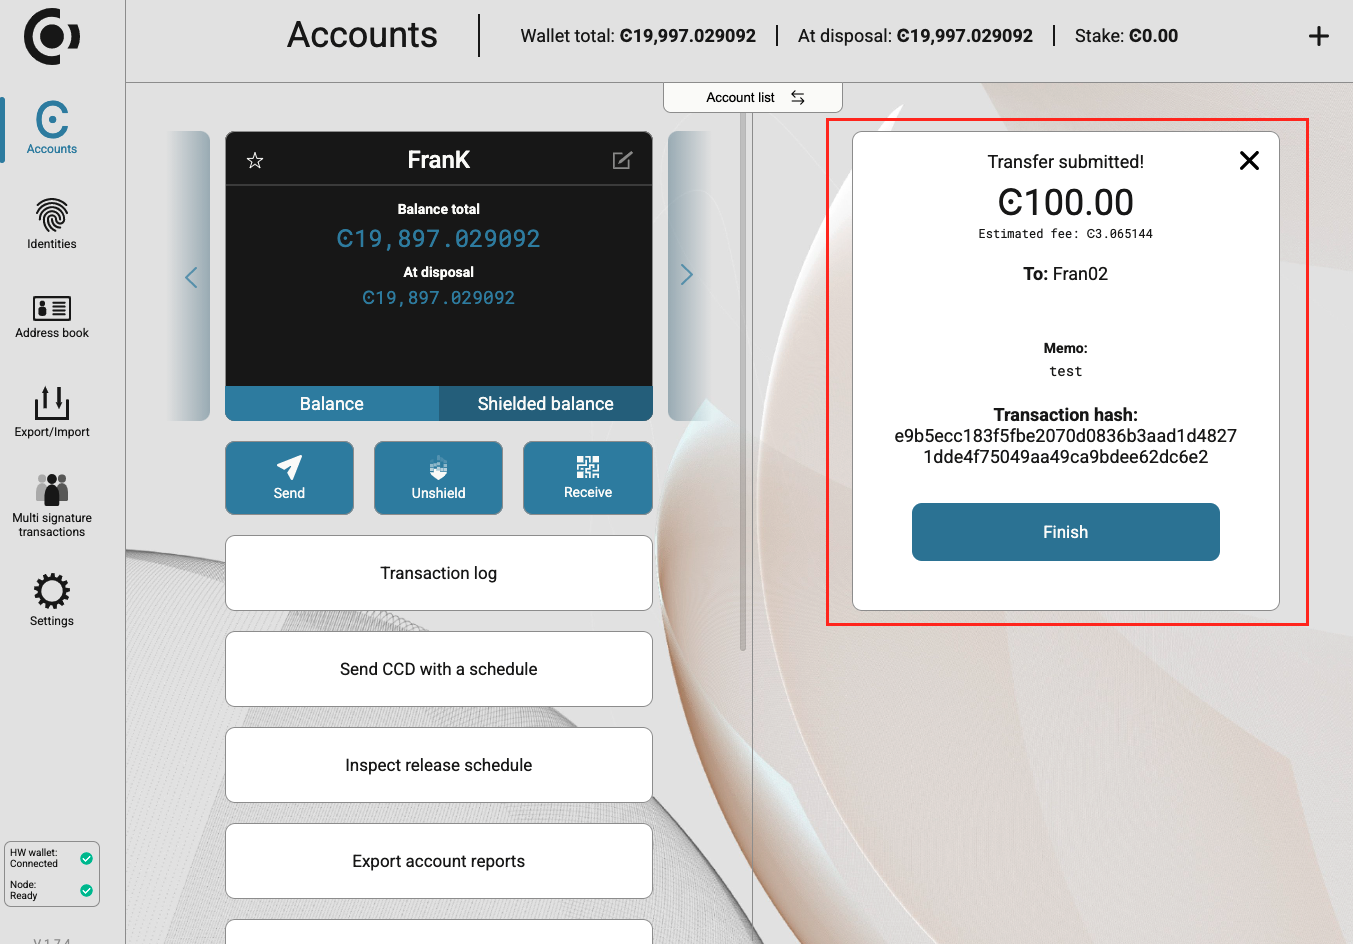 Accounts
Wallet total: Ͼ19,997.029092
At disposal: Ͼ19,997.029092
Stake: Ͼ0.00
Account list
Accounts
Identities
Address book
Export/Import
Multi signature
transactions
Settings
HW wallet:
Connected
Node:
Ready
V 1.7.4
FranK
Balance total
Ͼ19,897.029092
At disposal
Ͼ19,897.029092
Balance
Shielded balance
Send
Unshield
Receive
Transaction log
Send CCD with a schedule
Inspect release schedule
Export account reports
Transfer submitted!
Ͼ100.00
Estimated fee: Ͼ3.065144
To: Fran02
Memo:
test
Transaction hash:
e9b5ecc183f5fbe2070d0836b3aad1d4827
1dde4f75049aa49ca9bdee62dc6e2
Finish